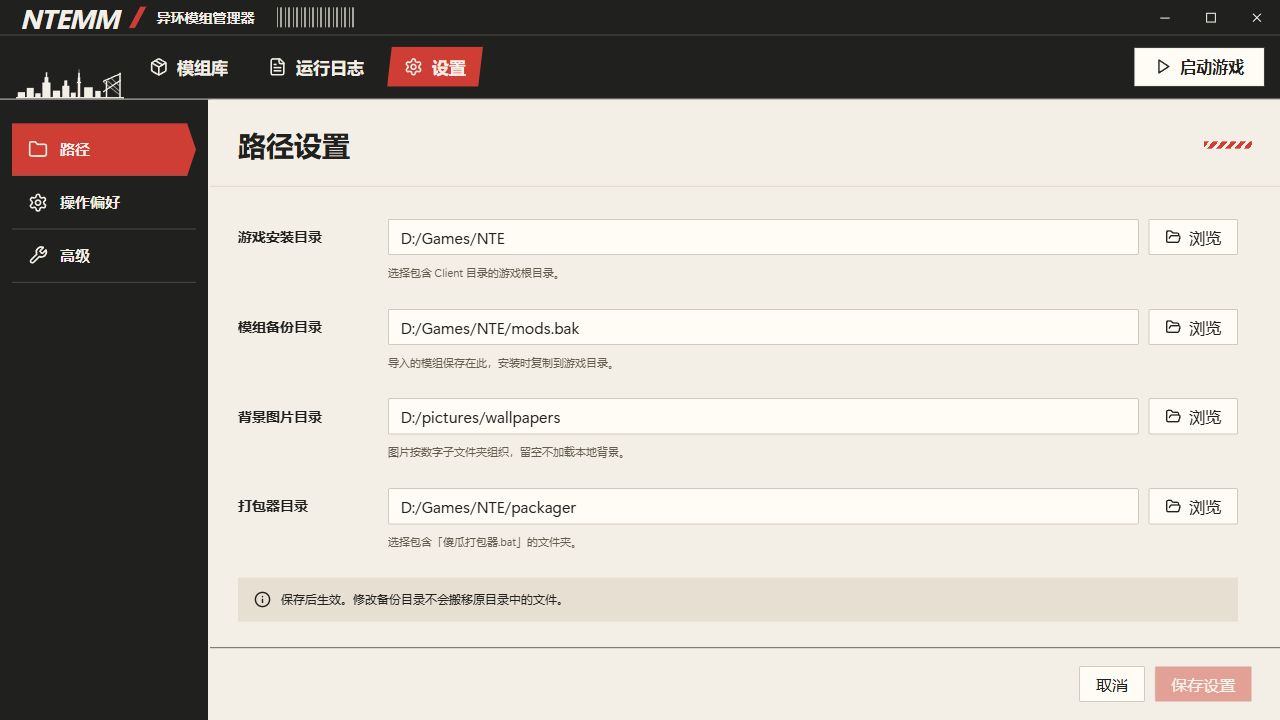 NTEMM 异环模组管理器
模组库 运行日志 设置 启动游戏
路径
操作偏好
高级
路径设置
游戏安装目录 D:/Games/NTE 浏览
选择包含 Client 目录的游戏根目录。
模组备份目录 D:/Games/NTE/mods.bak 浏览
导入的模组保存在此，安装时复制到游戏目录。
背景图片目录 D:/pictures/wallpapers 浏览
图片按数字子文件夹组织，留空不加载本地背景。
打包器目录 D:/Games/NTE/packager 浏览
选择包含「傻瓜打包器.bat」的文件夹。
保存后生效。修改备份目录不会搬移原目录中的文件。
取消 保存设置